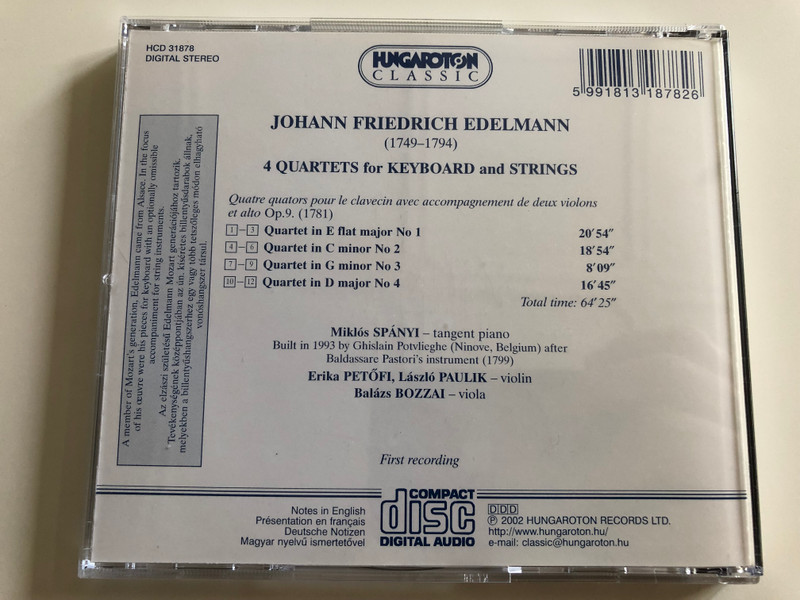 HCD 31878
DIGITAL STEREO
HUNGAROTON
CLASSIC
5 991813 187826
JOHANN FRIEDRICH EDELMANN
(1749–1794)
4 QUARTETS for KEYBOARD and STRINGS
Quatre quators pour le clavecin avec accompagnement de deux violons
et alto Op.9. (1781)
1 – 3 Quartet in E flat major No 1 20'54"
4 – 6 Quartet in C minor No 2 18'54"
7 – 9 Quartet in G minor No 3 8'09"
10 – 12 Quartet in D major No 4 16'45"
Total time: 64'25"
Miklós SPÁNYI – tangent piano
Built in 1993 by Ghislain Potvlieghe (Ninove, Belgium) after
Baldassare Pastori's instrument (1799)
Erika PETŐFI, László PAULIK – violin
Balázs BOZZAI – viola
First recording
A member of Mozart's generation, Edelmann came from Alsace. In the focus
of his œuvre were his pieces for keyboard with an optionally omissible
accompaniment for string instruments.
Az elzászi születésű Edelmann Mozart generációjához tartozik.
Tevékenységének középpontjában az ún. kíséretes billentyűsdarabok állnak,
melyekben a billentyűshangszerhez egy vagy több tetszőleges módon elhagyható
vonóshangszer társul.
Notes in English
Présentation en français
Deutsche Notizen
Magyar nyelvű ismertetővel
COMPACT
disc
DIGITAL AUDIO
DDD
℗ 2002 HUNGAROTON RECORDS LTD.
http://www.hungaroton.hu/
e-mail: classic@hungaroton.hu